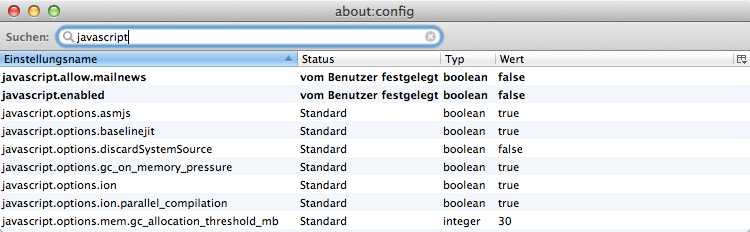 about:config
Suchen: javascript
Einstellungsname Status Typ Wert
javascript.allow.mailnews vom Benutzer festgelegt boolean false
javascript.enabled vom Benutzer festgelegt boolean false
javascript.options.asmjs Standard boolean true
javascript.options.baselinejit Standard boolean true
javascript.options.discardSystemSource Standard boolean false
javascript.options.gc_on_memory_pressure Standard boolean true
javascript.options.ion Standard boolean true
javascript.options.ion.parallel_compilation Standard boolean true
javascript.options.mem.gc_allocation_threshold_mb Standard integer 30